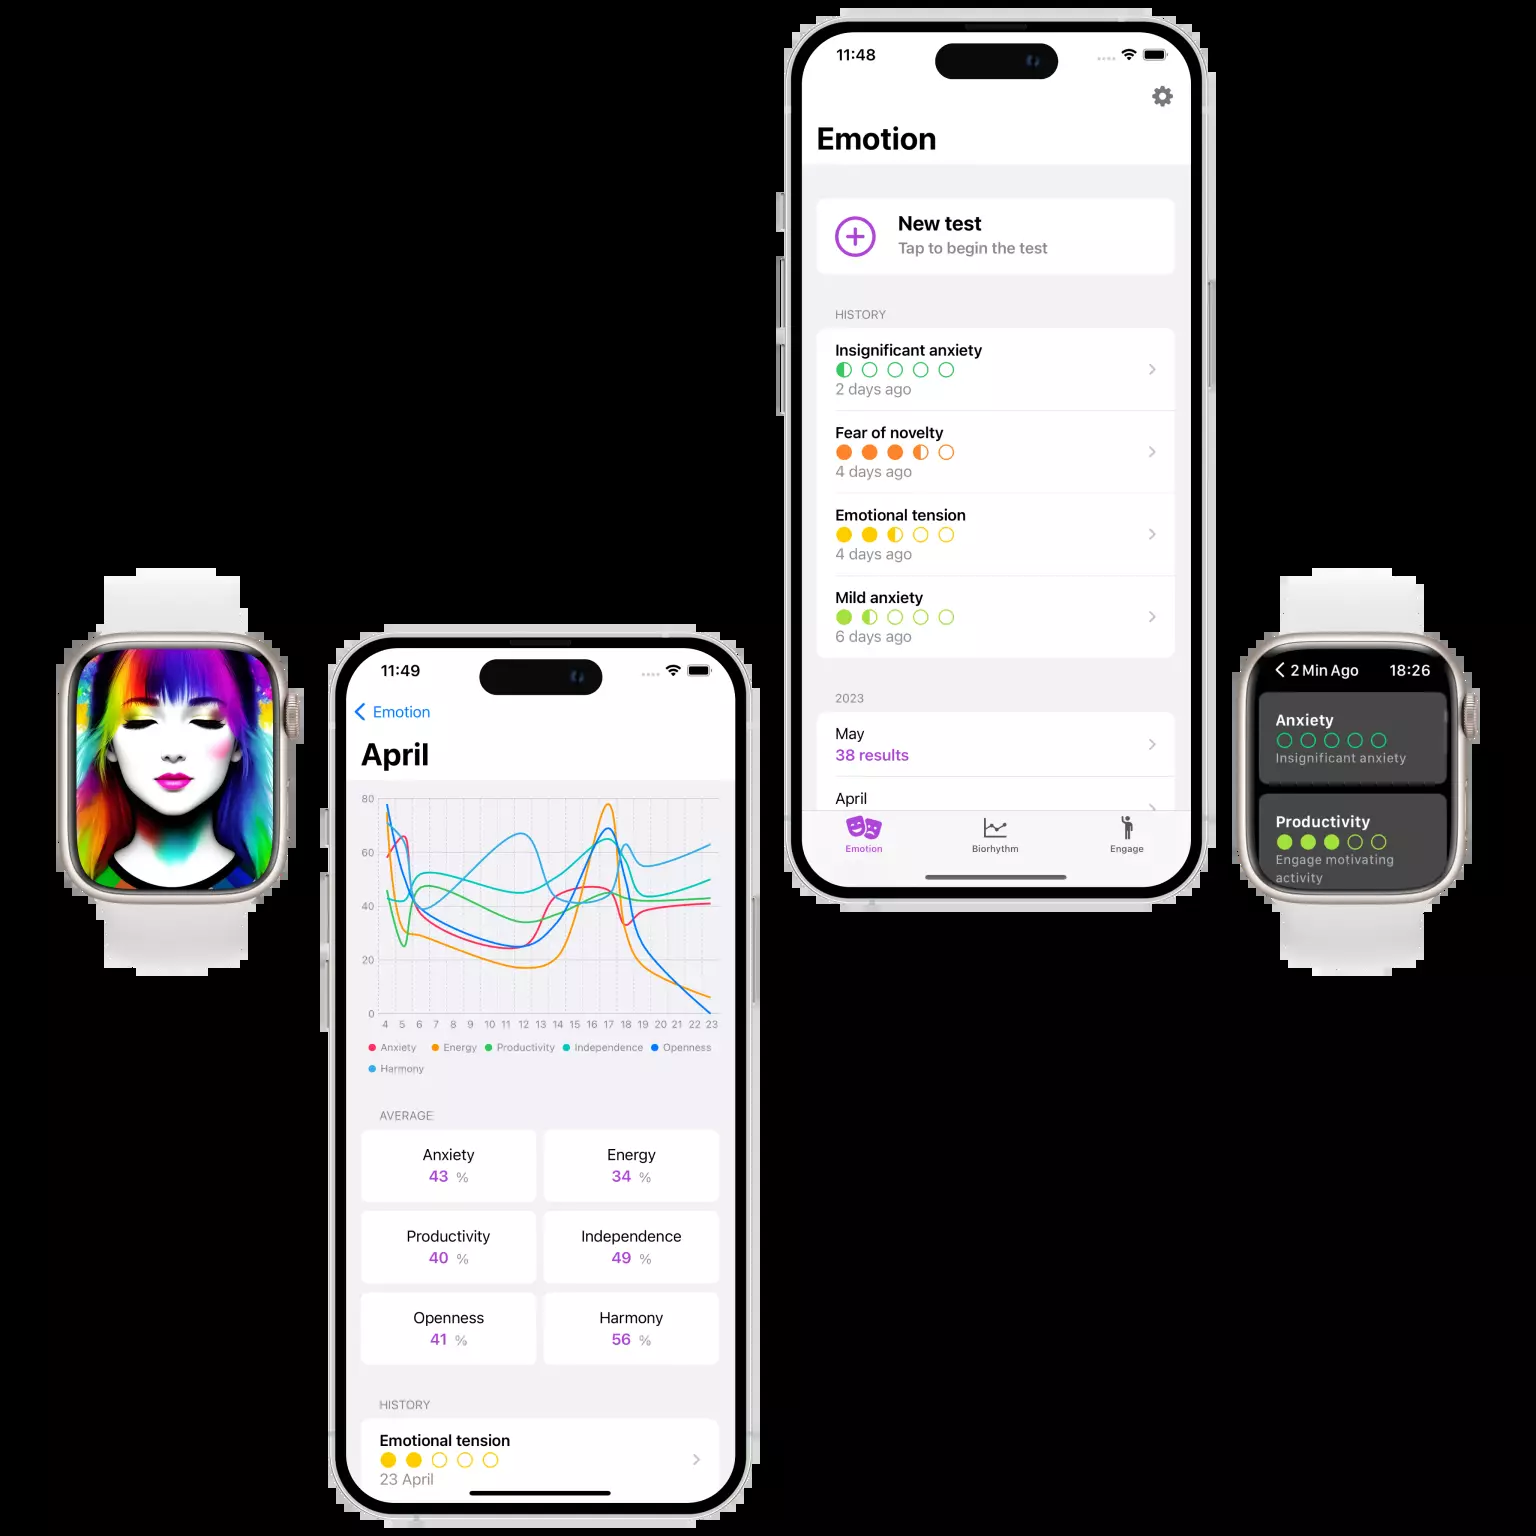 11:48
Emotion
New test
Tap to begin the test
HISTORY
Insignificant anxiety
2 days ago
Fear of novelty
4 days ago
Emotional tension
4 days ago
Mild anxiety
6 days ago
2023
May
38 results
April
Emotion
Biorhythm
Engage
11:49
Emotion
April
80
60
40
20
0
4 5 6 7 8 9 10 11 12 13 14 15 16 17 18 19 20 21 22 23
Anxiety Energy Productivity Independence Openness
Harmony
AVERAGE
Anxiety
43 %
Energy
34 %
Productivity
40 %
Independence
49 %
Openness
41 %
Harmony
56 %
HISTORY
Emotional tension
23 April
2 Min Ago 18:26
Anxiety
Insignificant anxiety
Productivity
Engage motivating
activity